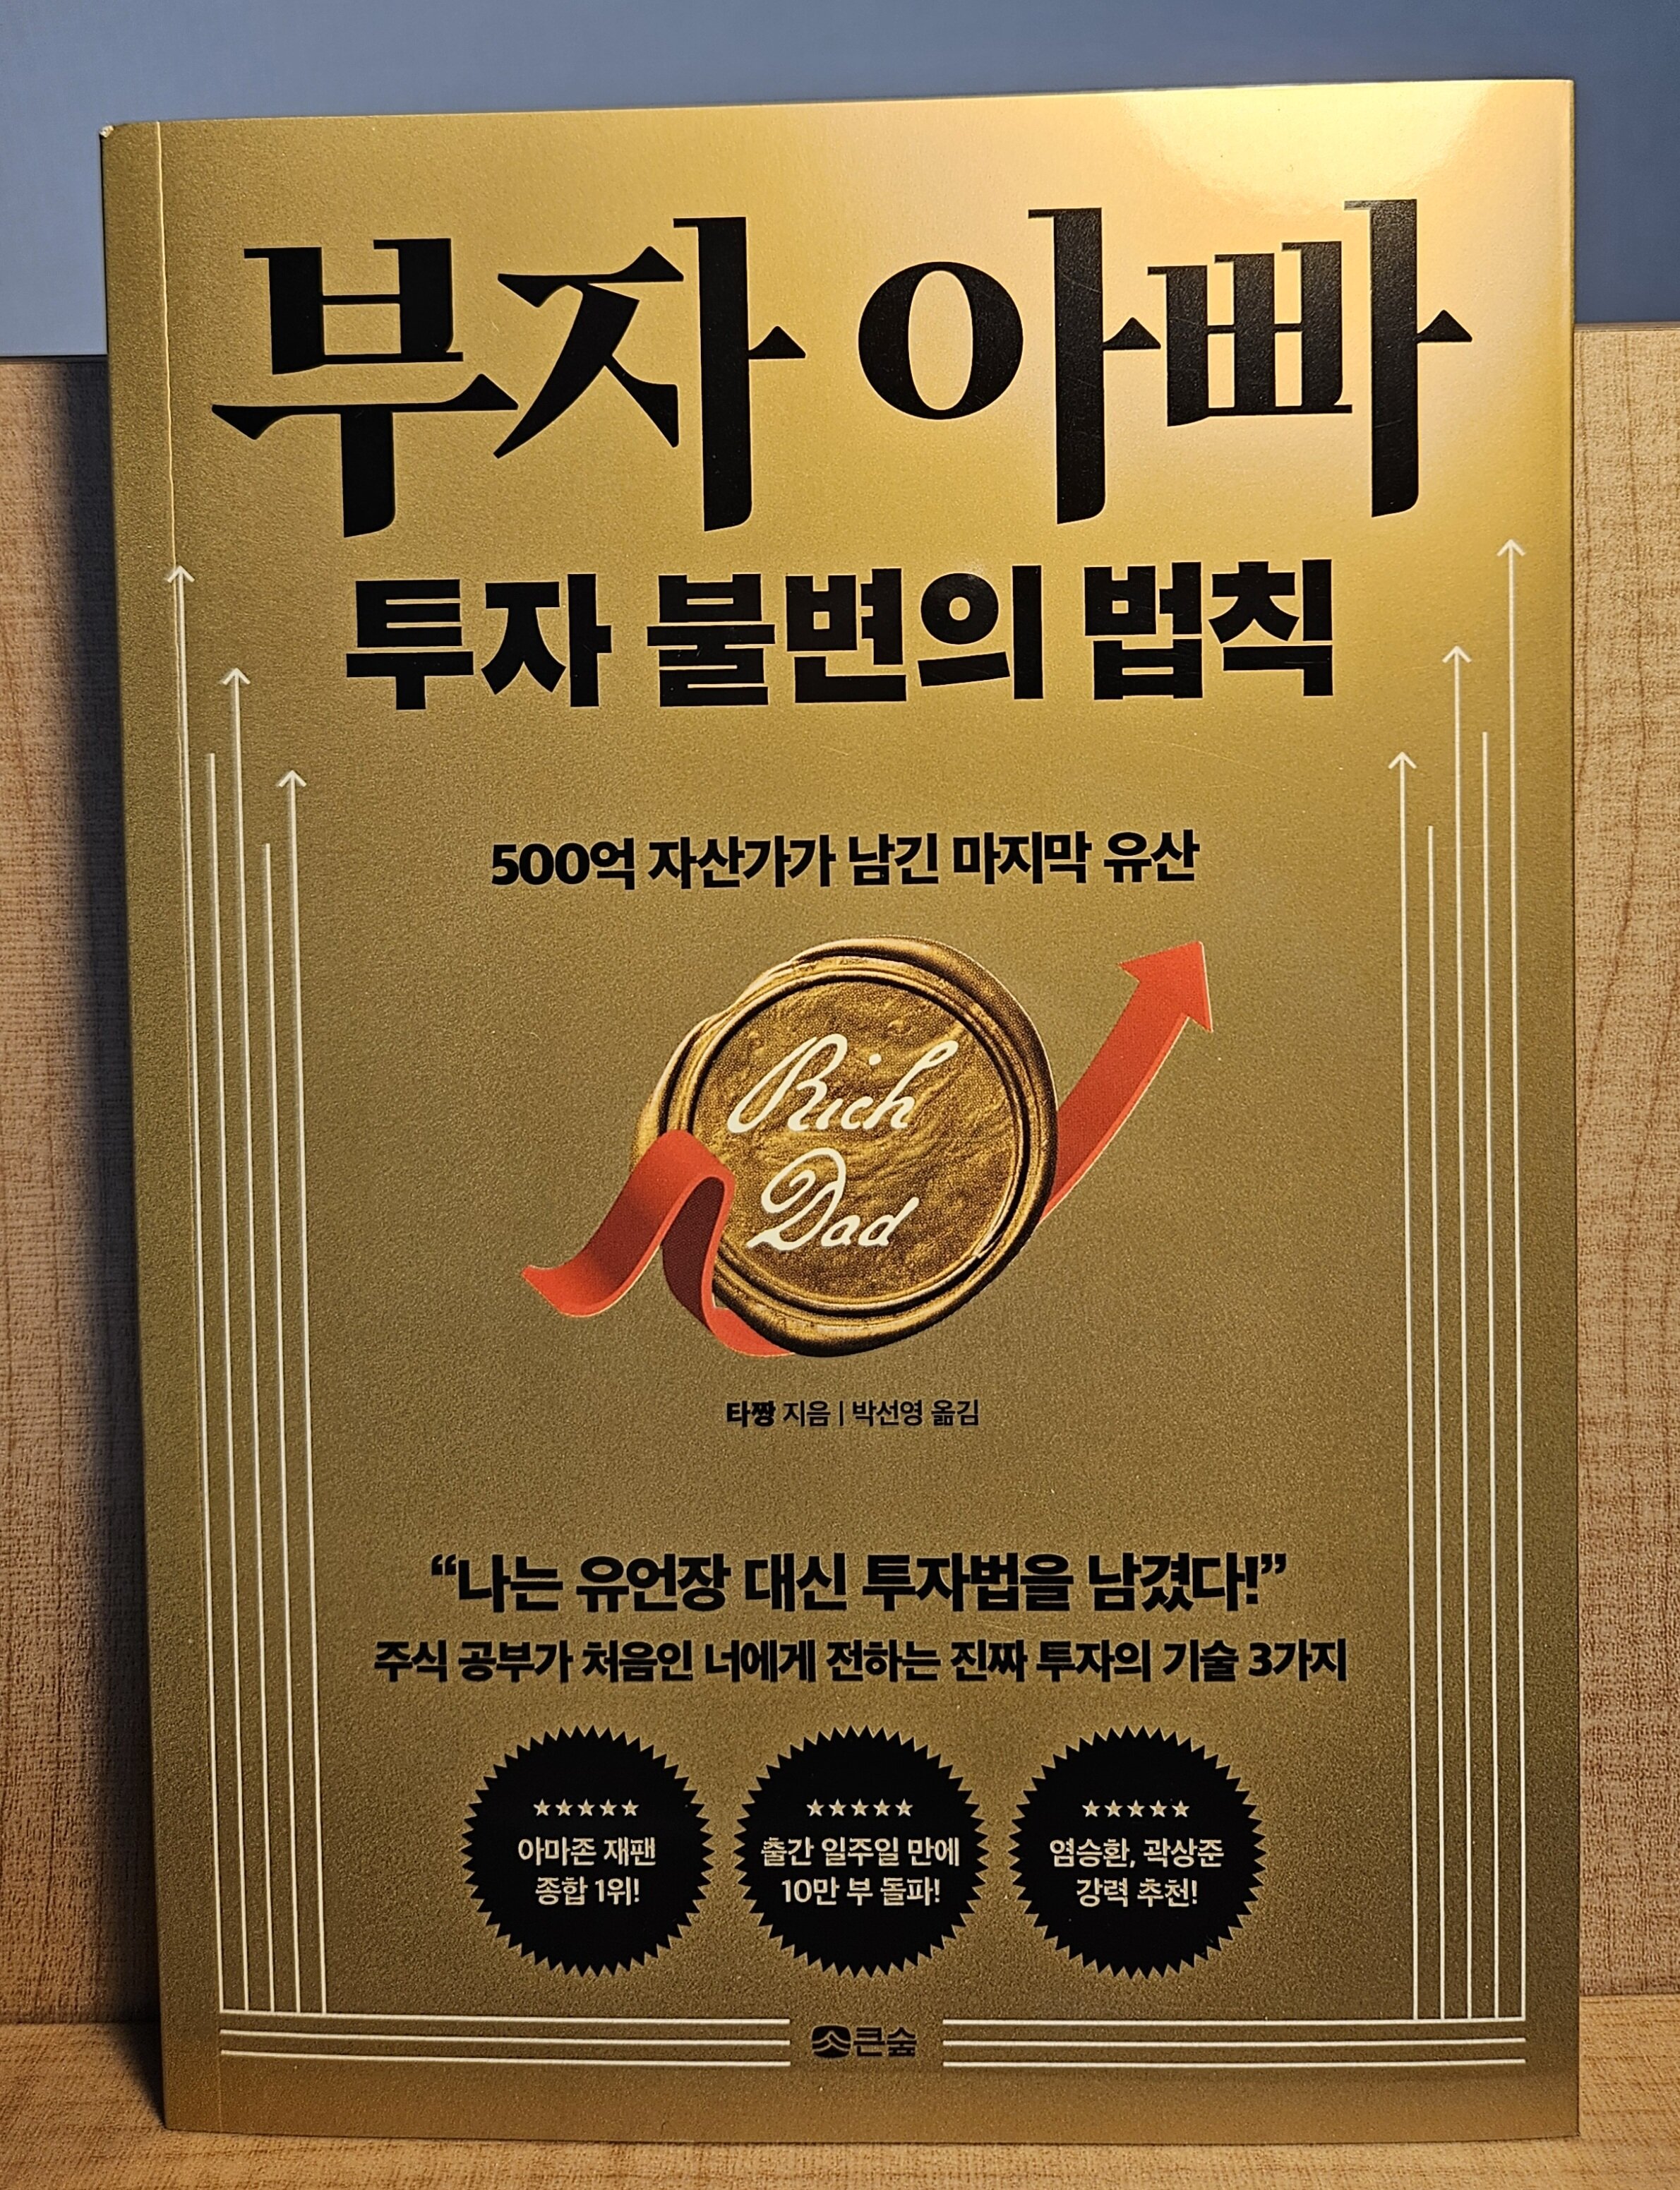 부자 아빠
투자 불변의 법칙
500억 자산가가 남긴 마지막 유산
Rich
Dad
타짱 지음 | 박선영 옮김
“나는 유언장 대신 투자법을 남겼다!”
주식 공부가 처음인 너에게 전하는 진짜 투자의 기술 3가지
★★★★★
아마존 재팬
종합 1위!
★★★★★
출간 일주일 만에
10만 부 돌파!
★★★★★
염승환, 곽상준
강력 추천!
큰숲